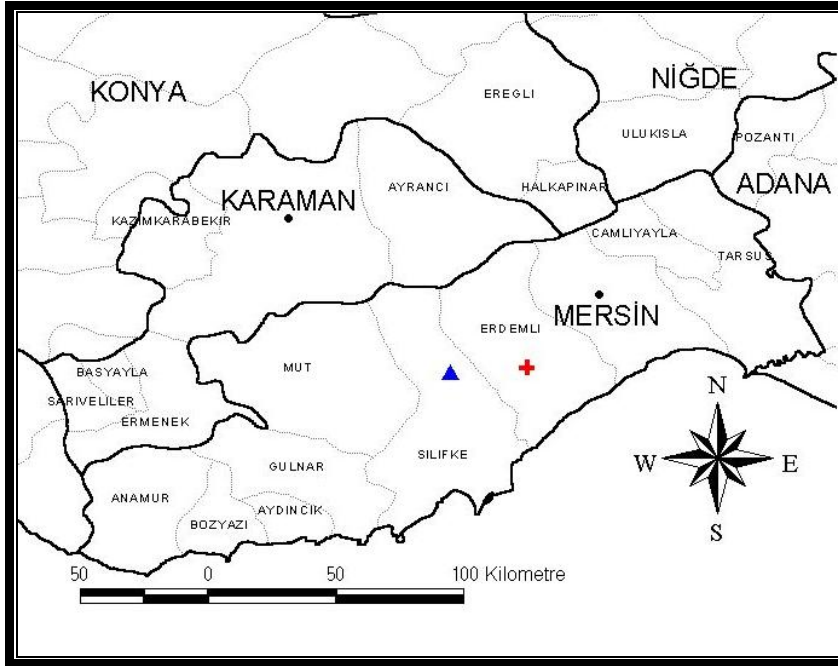 KONYA
NİĞDE
EREGLI
ULUKISLA
POZANTI
ADANA
KARAMAN
AYRANCI
HALKAPINAR
KAZIMKARABEKIR
CAMLIYAYLA
TARSUS
MERSİN
ERDEMLI
MUT
BASYAYLA
SARIVELILER
ERMENEK
SILIFKE
GULNAR
ANAMUR
BOZYAZI
AYDINCIK
N
W
E
S
50 0 50 100 Kilometre